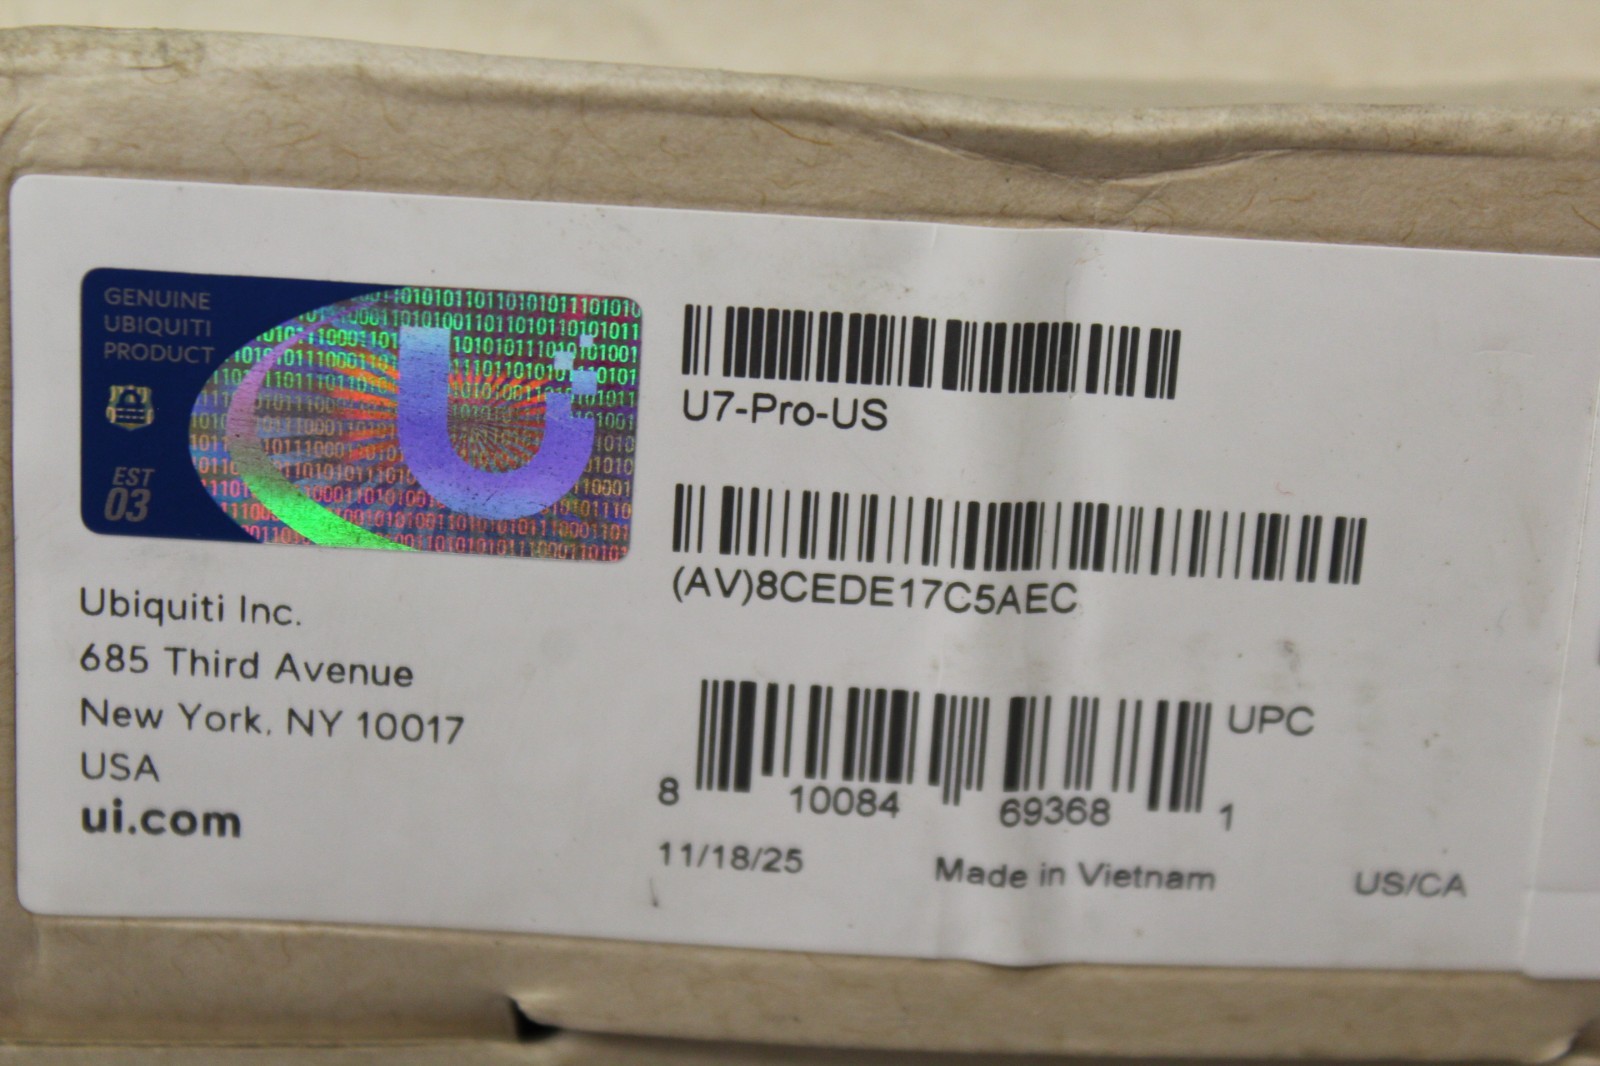 GENUINE
UBIQUITI
PRODUCT
EST
03
Ubiquiti Inc.
685 Third Avenue
New York, NY 10017
USA
ui.com
U7-Pro-US
(AV)8CEDE17C5AEC
UPC
8 10084 69368 1
11/18/25 Made in Vietnam US/CA